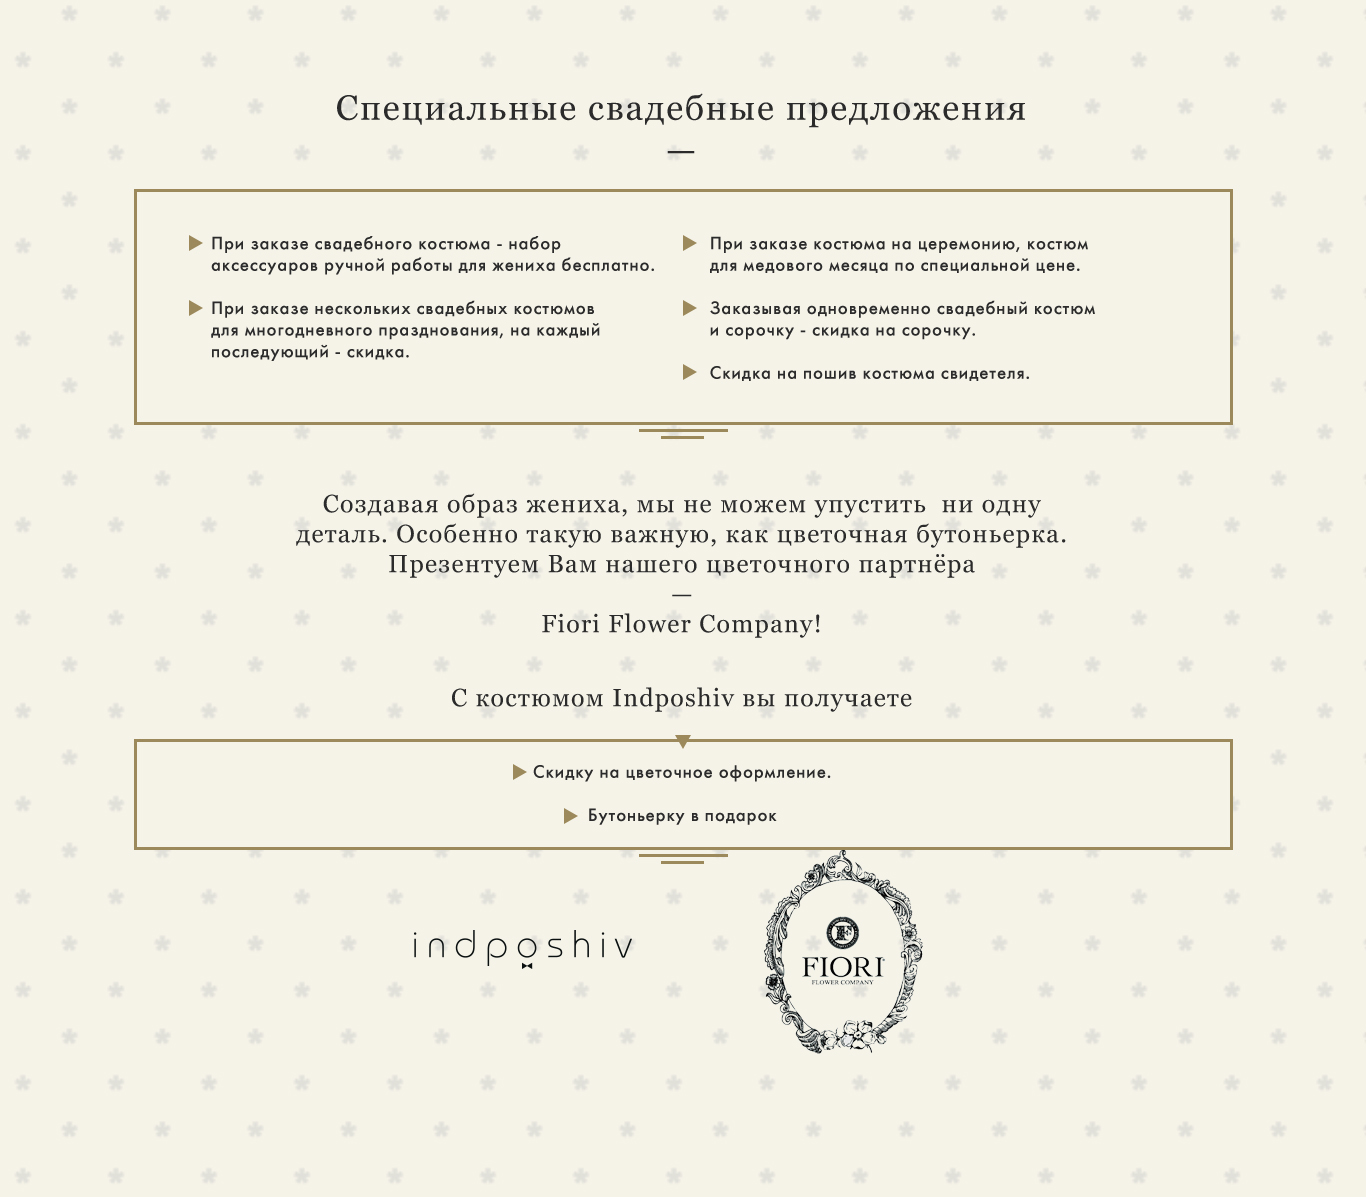 Специальные свадебные предложения
—
При заказе свадебного костюма - набор
аксессуаров ручной работы для жениха бесплатно.
При заказе нескольких свадебных костюмов
для многодневного празднования, на каждый
последующий - скидка.
При заказе костюма на церемонию, костюм
для медового месяца по специальной цене.
Заказывая одновременно свадебный костюм
и сорочку - скидка на сорочку.
Скидка на пошив костюма свидетеля.
Создавая образ жениха, мы не можем упустить  ни одну
деталь. Особенно такую важную, как цветочная бутоньерка.
Презентуем Вам нашего цветочного партнёра
—
Fiori Flower Company!
С костюмом Indposhiv вы получаете
Скидку на цветочное оформление.
Бутоньерку в подарок
indposhiv
F
FIORI
FLOWER COMPANY